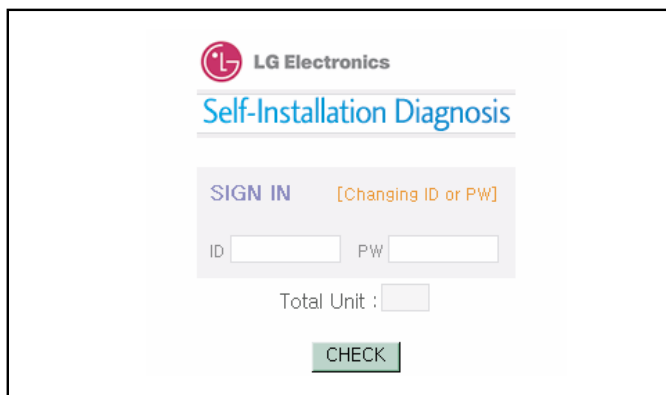 LG Electronics
Self-Installation Diagnosis
SIGN IN [Changing ID or PW]
ID PW
Total Unit :
CHECK